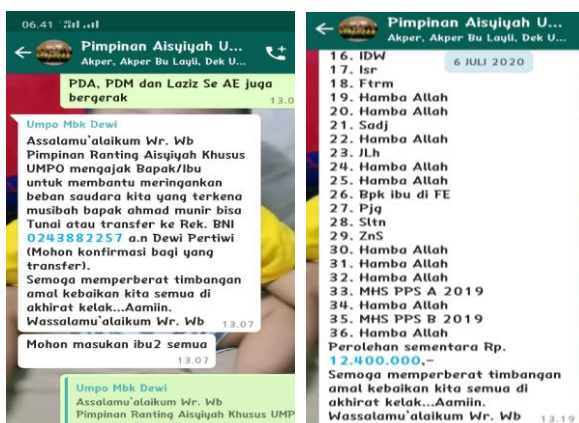 06.41
Pimpinan Aisyiyah U...
Akper, Akper Bu Layli, Dek U...
PDA, PDM dan Laziz Se AE juga
bergerak
13.0
Umpo Mbk Dewi
Assalamu'alaikum Wr. Wb
Pimpinan Ranting Aisyiyah Khusus
UMPO mengajak Bapak/Ibu
untuk membantu meringankan
beban saudara kita yang terkena
musibah bapak ahmad munir bisa
Tunai atau transfer ke Rek. BNI
0243882257 a.n Dewi Pertiwi
(Mohon konfirmasi bagi yang
transfer).
Semoga memperberat timbangan
amal kebaikan kita semua di
akhirat kelak...Aamiin.
Wassalamu'alaikum Wr. Wb
13.07
Mohon masukan ibu2 semua
13.07
Umpo Mbk Dewi
Assalamu'alaikum Wr. Wb
Pimpinan Ranting Aisyiyah Khusus UMP
Pimpinan Aisyiyah U...
Akper, Akper Bu Layli, Dek U...
6 JULI 2020
16. IDW
17. Isr
18. Ftrm
19. Hamba Allah
20. Hamba Allah
21. Sadj
22. Hamba Allah
23. JLh
24. Hamba Allah
25. Hamba Allah
26. Bpk ibu di FE
27. Pjg
28. Sltn
29. ZnS
30. Hamba Allah
31. Hamba Allah
32. Hamba Allah
33. MHS PPS A 2019
34. Hamba Allah
35. MHS PPS B 2019
36. Hamba Allah
Perolehan sementara Rp.
12.400.000,-
Semoga memperberat timbangan
amal kebaikan kita semua di
akhirat kelak...Aamiin.
Wassalamu'alaikum Wr. Wb
13.19